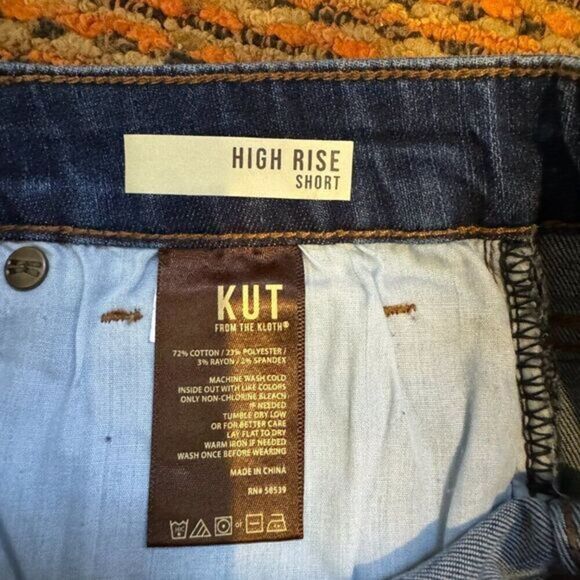 HIGH RISE
SHORT
KUT
FROM THE KLOTH®
72% COTTON / 23% POLYESTER /
3% RAYON / 2% SPANDEX
MACHINE WASH COLD
INSIDE OUT WITH LIKE COLORS
ONLY NON-CHLORINE BLEACH
IF NEEDED
TUMBLE DRY LOW
OR FOR BETTER CARE
LAY FLAT TO DRY
WARM IRON IF NEEDED
WASH ONCE BEFORE WEARING
MADE IN CHINA
RN# 58539
or